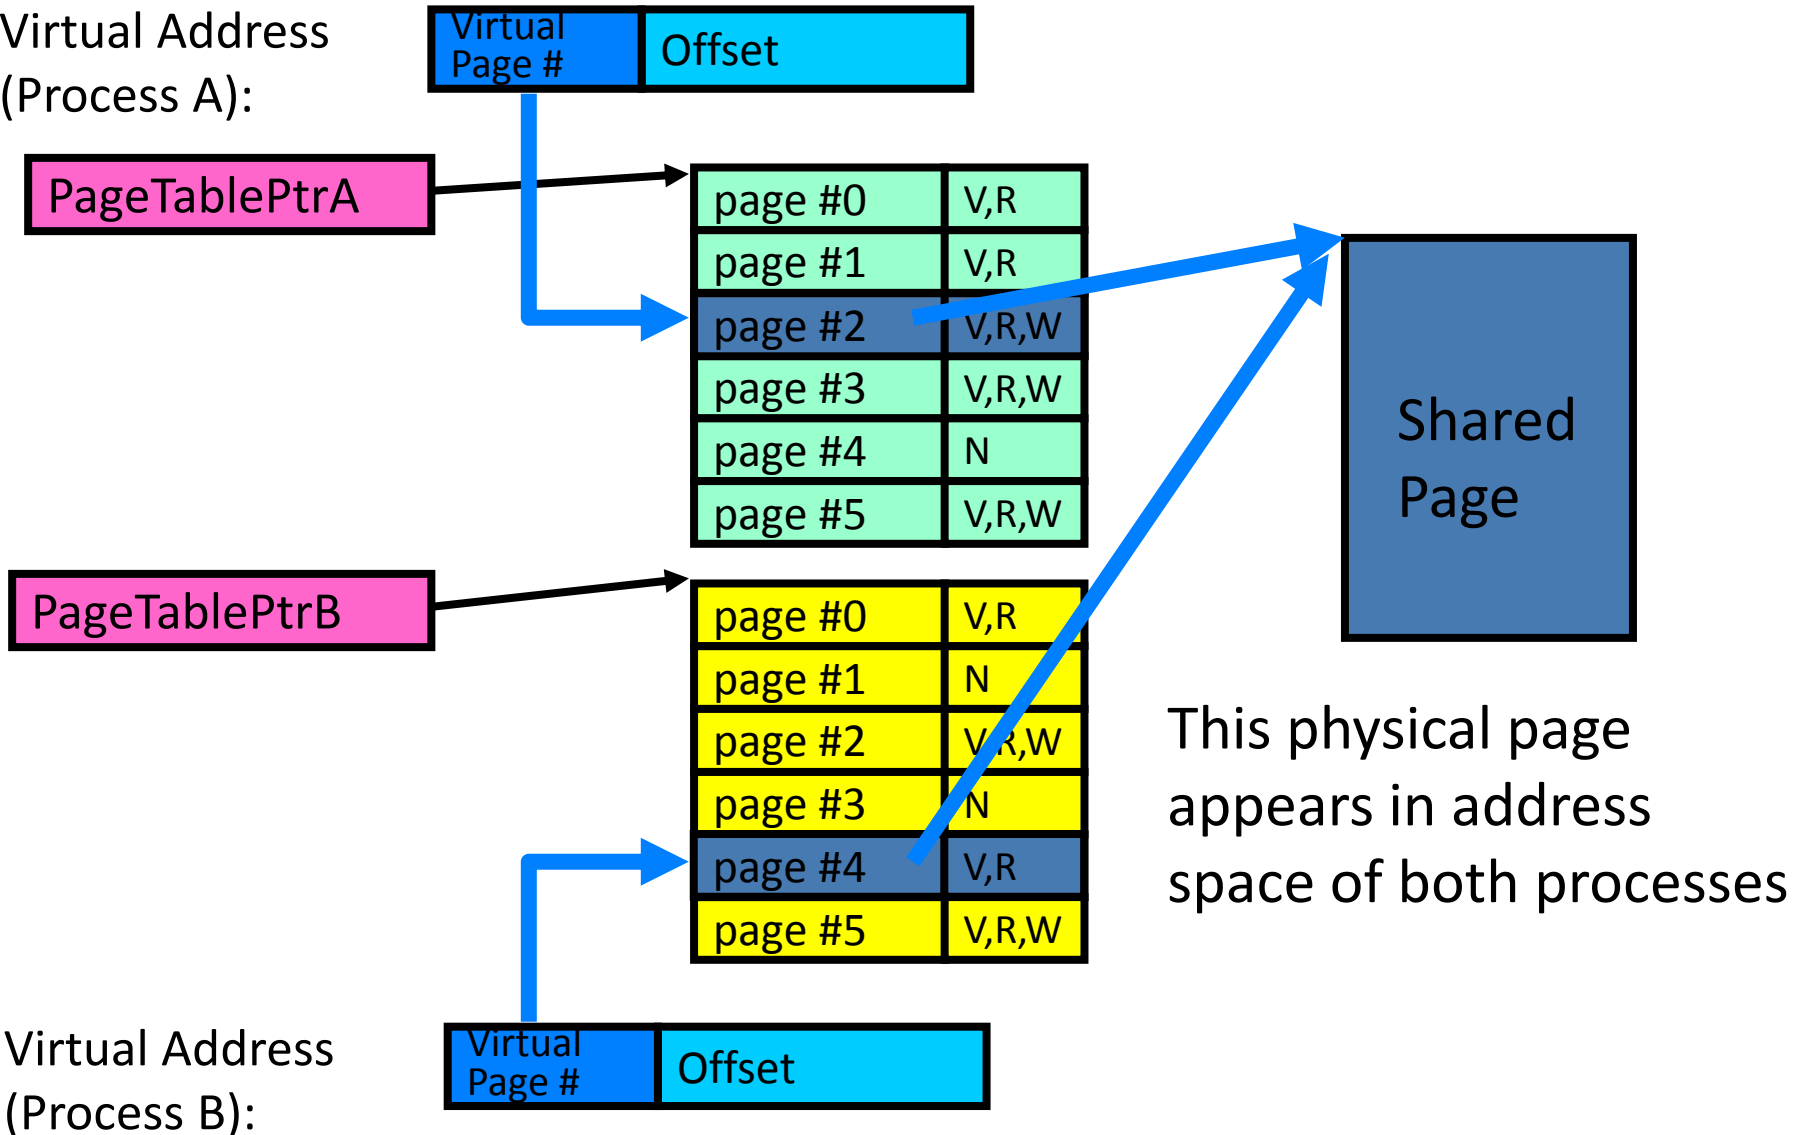 Virtual Address
(Process A):
Virtual
Page #
Offset
PageTablePtrA
page #0 V,R
page #1 V,R
page #2 V,R,W
page #3 V,R,W
page #4 N
page #5 V,R,W
Shared
Page
PageTablePtrB
page #0 V,R
page #1 N
page #2 V,R,W
page #3 N
page #4 V,R
page #5 V,R,W
This physical page
appears in address
space of both processes
Virtual Address
(Process B):
Virtual
Page #
Offset